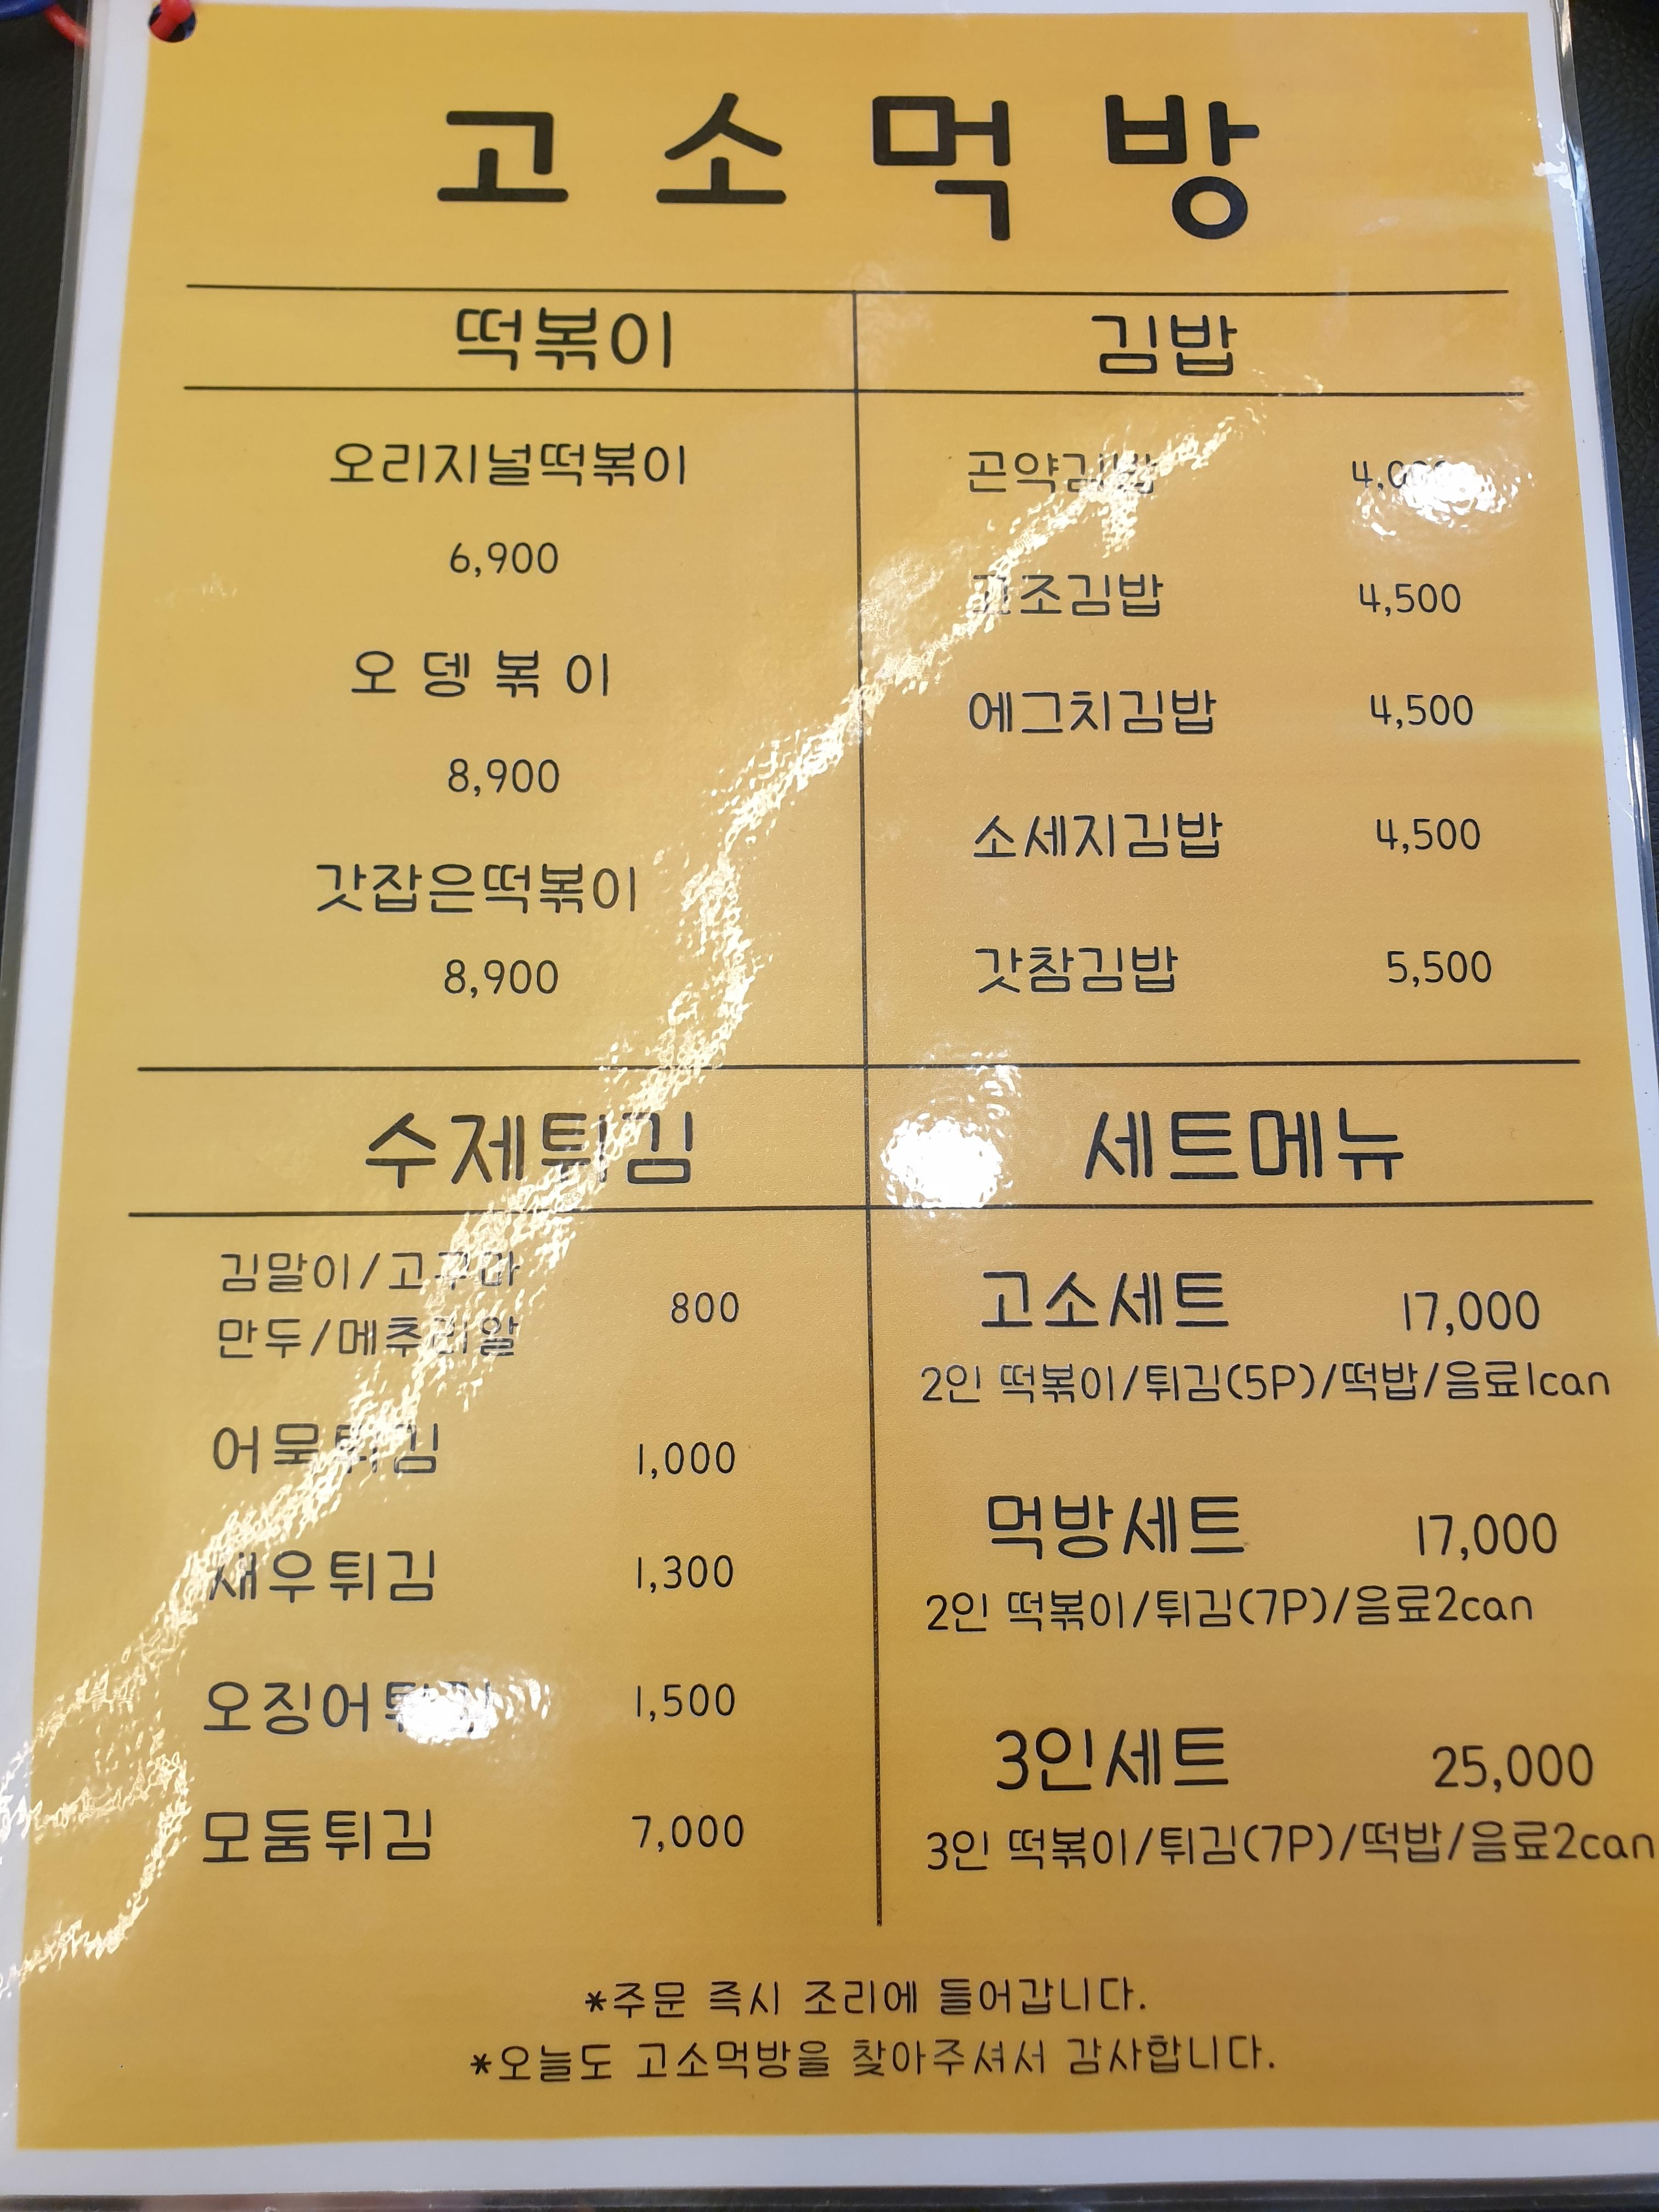 고소먹방
떡볶이
오리지널떡볶이
6,900
오뎅볶이
8,900
갓잡은떡볶이
8,900
김밥
곤약김밥
고조김밥 4,500
에그치김밥 4,500
소세지김밥 4,500
갓참김밥 5,500
수제튀김
김말이/고구마
만두/메추리알
800
어묵튀김 1,000
새우튀김 1,300
오징어튀김 1,500
모둠튀김 7,000
세트메뉴
고소세트 17,000
2인 떡볶이/튀김(5P)/떡밥/음료1can
먹방세트 17,000
2인 떡볶이/튀김(7P)/음료2can
3인세트 25,000
3인 떡볶이/튀김(7P)/떡밥/음료2can
*주문 즉시 조리에 들어갑니다.
*오늘도 고소먹방을 찾아주셔서 감사합니다.